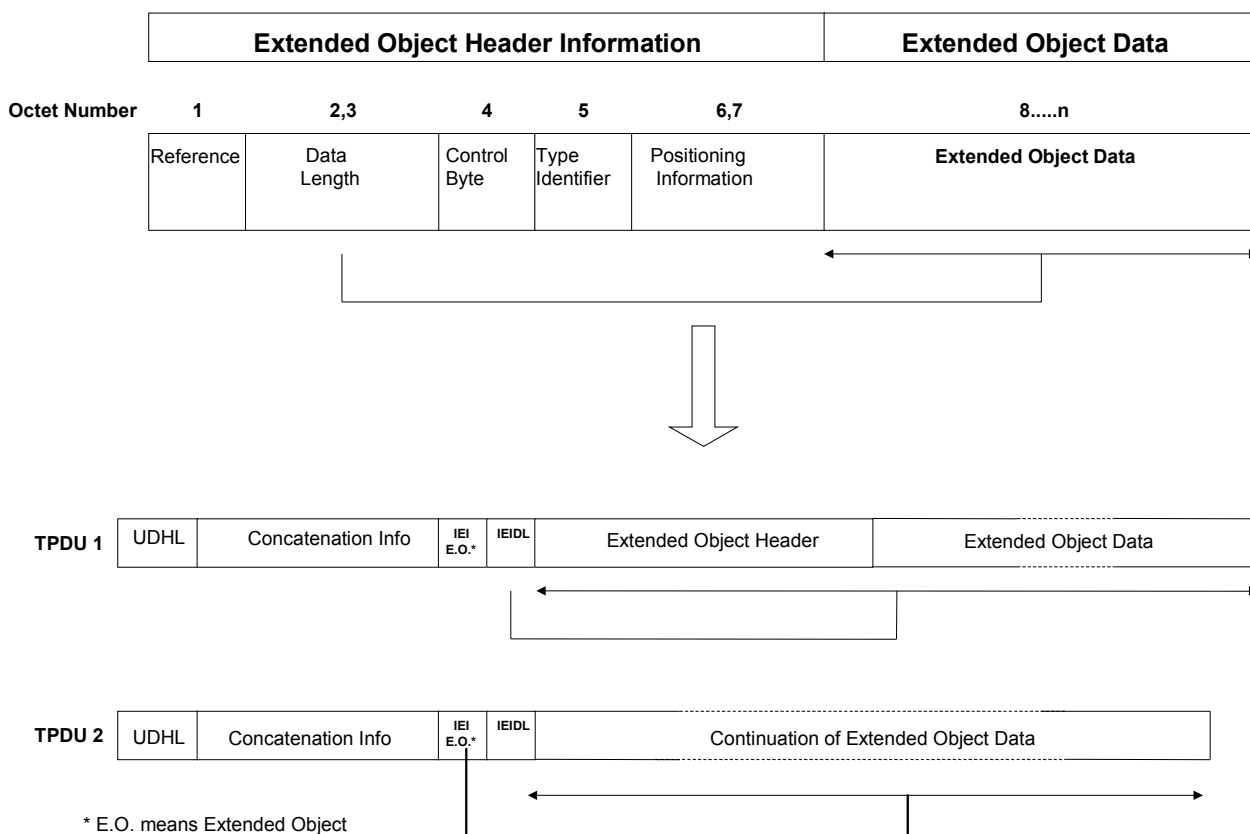 Extended Object Header Information Extended Object Data
Octet Number 1 2,3 4 5 6,7 8.....n
Reference Data Length Control Byte Type Identifier Positioning Information Extended Object Data
TPDU 1 UDHL Concatenation Info IEI E.O.* IEIDL Extended Object Header Extended Object Data
TPDU 2 UDHL Concatenation Info IEI E.O.* IEIDL Continuation of Extended Object Data
* E.O. means Extended Object